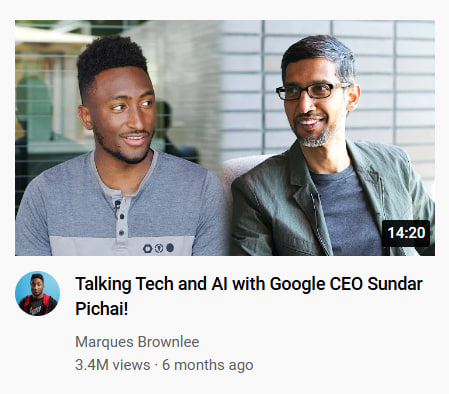 14:20
Talking Tech and AI with Google CEO Sundar
Pichai!
Marques Brownlee
3.4M views · 6 months ago